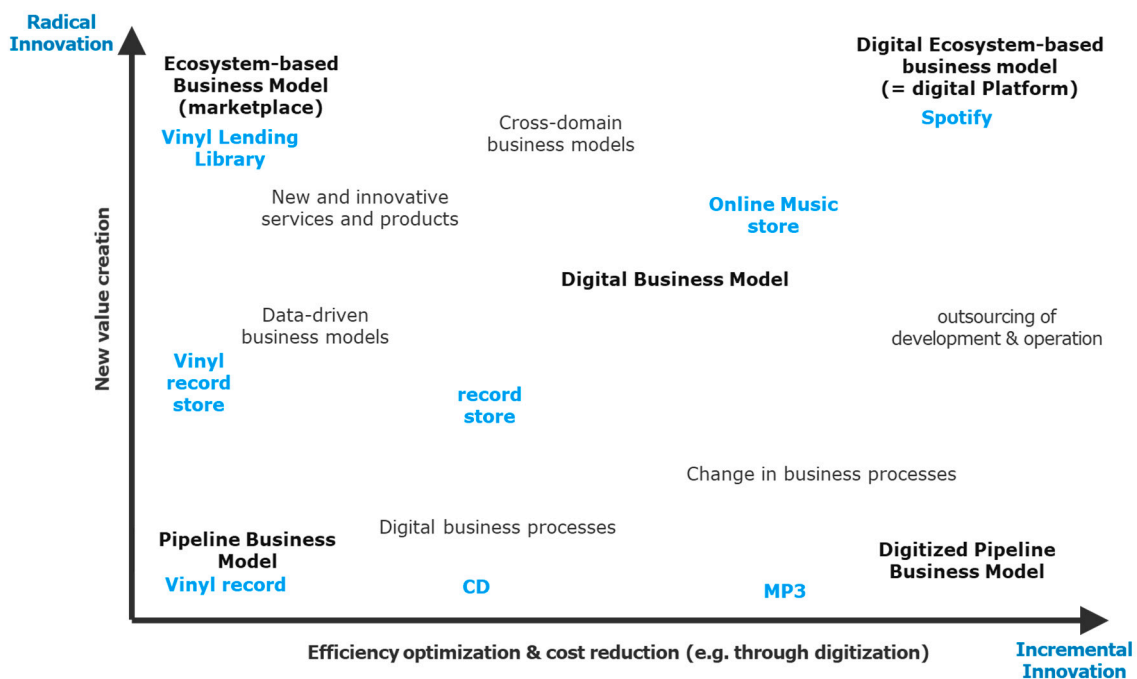 Radical
Innovation
Ecosystem-based
Business Model
(marketplace)
Vinyl Lending
Library
Digital Ecosystem-based
business model
(= digital Platform)
Spotify
Cross-domain
business models
New and innovative
services and products
Online Music
store
Digital Business Model
New value creation
Data-driven
business models
outsourcing of
development & operation
Vinyl
record
store
record
store
Change in business processes
Digital business processes
Pipeline Business
Model
Vinyl record
CD
MP3
Digitized Pipeline
Business Model
Efficiency optimization & cost reduction (e.g. through digitization)
Incremental
Innovation